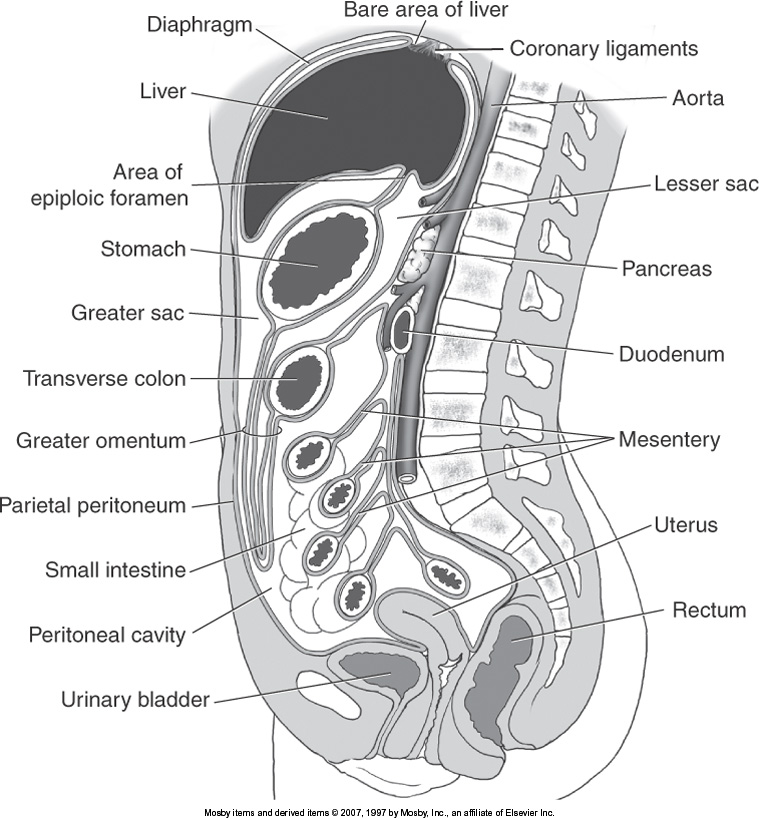 Bare area of liver
Diaphragm
Coronary ligaments
Liver
Aorta
Area of
epiploic foramen
Lesser sac
Stomach
Pancreas
Greater sac
Duodenum
Transverse colon
Greater omentum
Mesentery
Parietal peritoneum
Uterus
Small intestine
Rectum
Peritoneal cavity
Urinary bladder
Mosby items and derived items © 2007, 1997 by Mosby, Inc., an affiliate of Elsevier Inc.